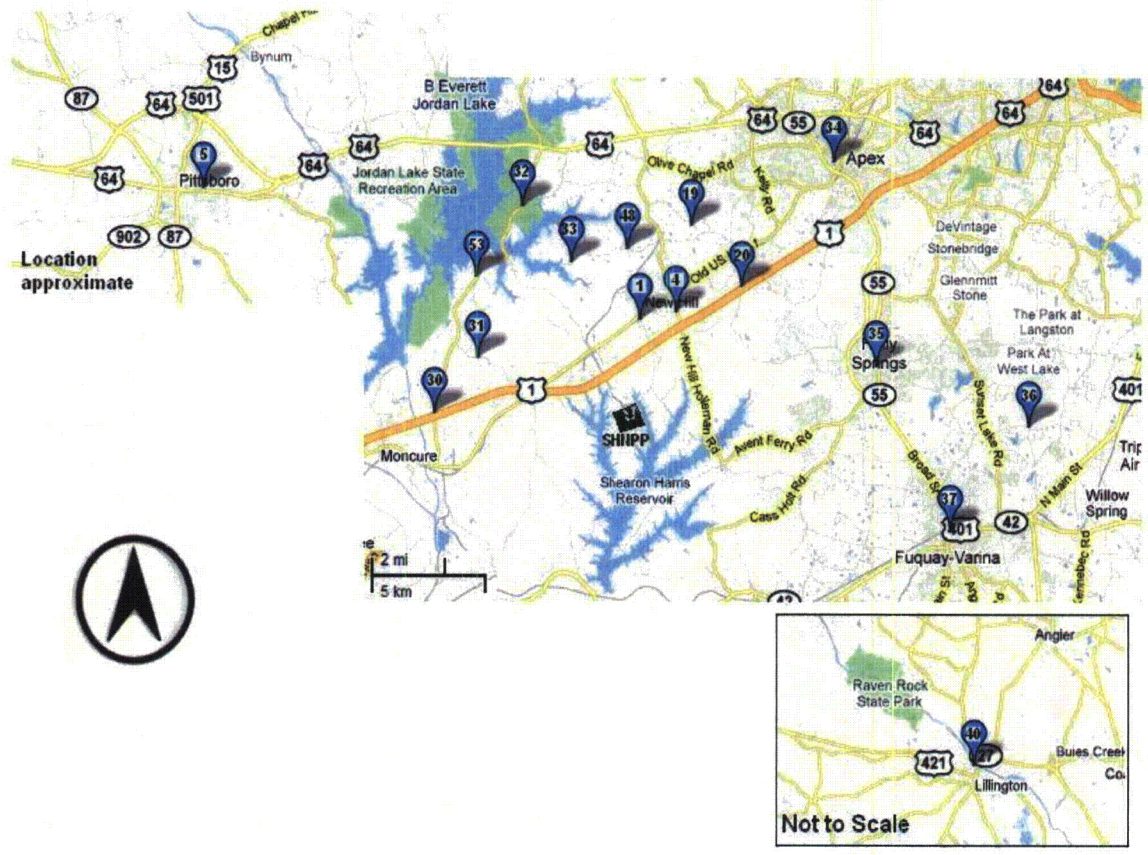 Chapel
Bynum
15
87
64
501
B Everett
Jordan Lake
64
64
55
64
64
64
34
Apex
5
Pittsboro
64
64
64
Jordan Lake State
Recreation Area
32
Olive Chapel Rd
Kelly Rd
19
902
87
Location
approximate
53
33
48
1
DeVintage
Stonebridge
20
Old US
1
4
New Hill
55
Glennmitt
Stone
The Park at
Langston
31
35
Holly
Springs
Park At
West Lake
30
1
New Hill Holeman Rd
55
36
401
SHNPP
Sunset Lake Rd
Avent Ferry Rd
Moncure
Broad St
N Main St
Shearon Harris
Reservoir
Cass Holt Rd
37
401
42
Willow
Spring
2 mi
5 km
Fuquay-Varina
42
Angier
Raven Rock
State Park
40
27
421
Buies Creek
Lillington
Not to Scale